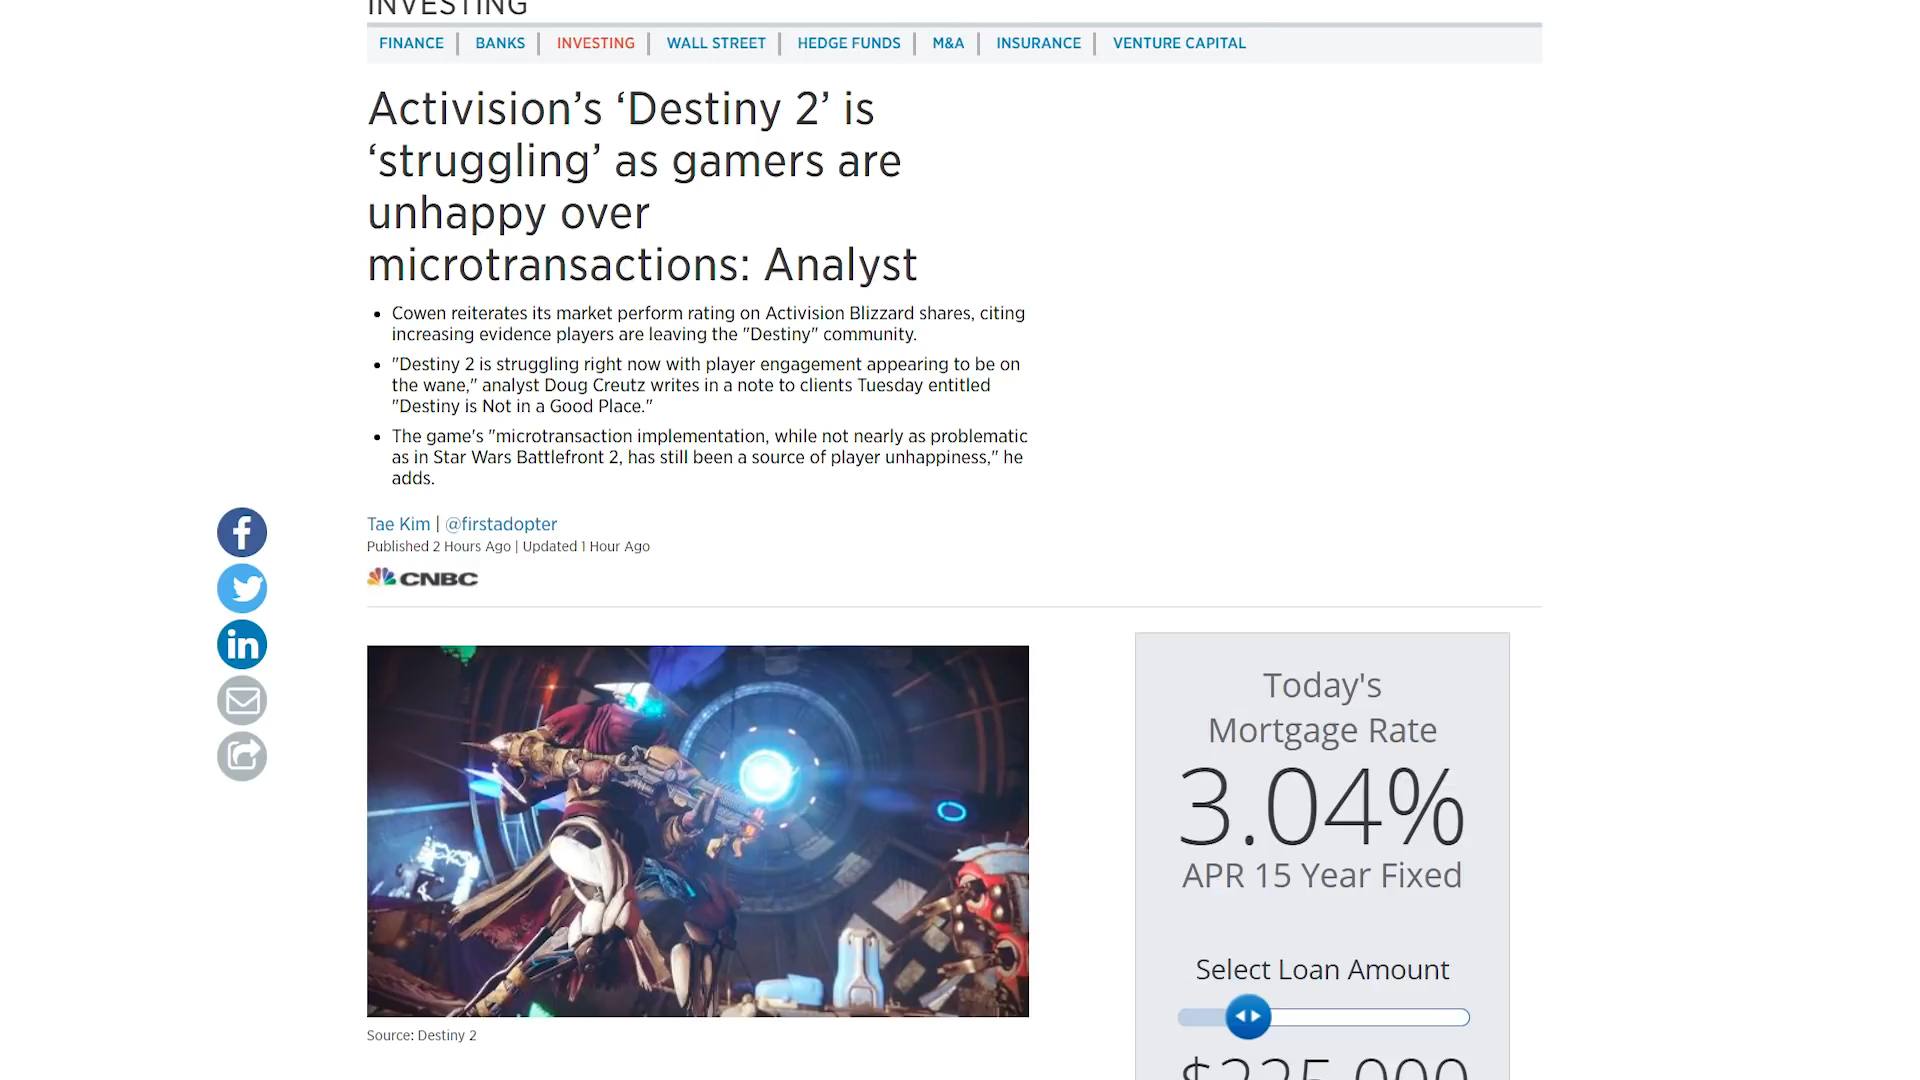 INVESTING
FINANCE | BANKS | INVESTING | WALL STREET | HEDGE FUNDS | M&A | INSURANCE | VENTURE CAPITAL
Activision’s ‘Destiny 2’ is
‘struggling’ as gamers are
unhappy over
microtransactions: Analyst
• Cowen reiterates its market perform rating on Activision Blizzard shares, citing
increasing evidence players are leaving the "Destiny" community.
• "Destiny 2 is struggling right now with player engagement appearing to be on
the wane," analyst Doug Creutz writes in a note to clients Tuesday entitled
"Destiny is Not in a Good Place."
• The game's "microtransaction implementation, while not nearly as problematic
as in Star Wars Battlefront 2, has still been a source of player unhappiness," he
adds.
Tae Kim | @firstadopter
Published 2 Hours Ago | Updated 1 Hour Ago
CNBC
Source: Destiny 2
Today's
Mortgage Rate
3.04%
APR 15 Year Fixed
Select Loan Amount
$225,000